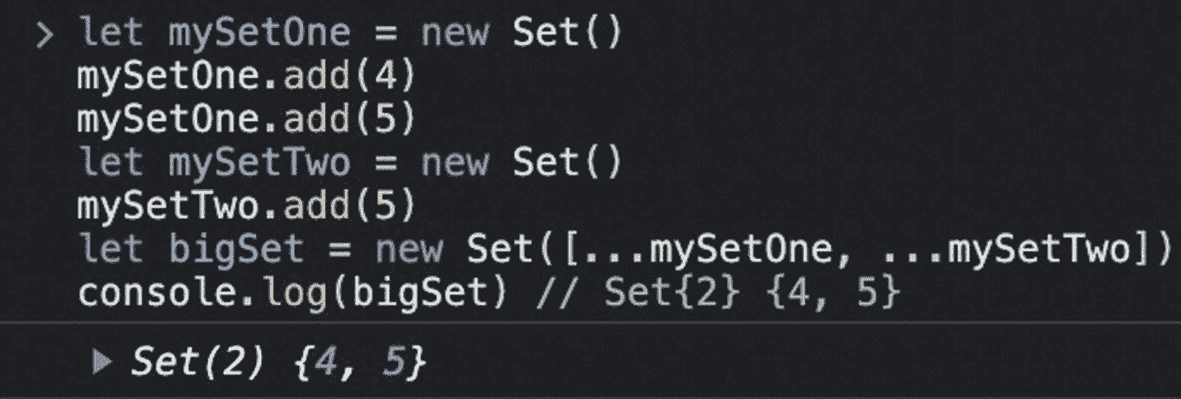 > let mySetOne = new Set()
mySetOne.add(4)
mySetOne.add(5)
let mySetTwo = new Set()
mySetTwo.add(5)
let bigSet = new Set([...mySetOne, ...mySetTwo])
console.log(bigSet) // Set{2} {4, 5}
▶ Set(2) {4, 5}